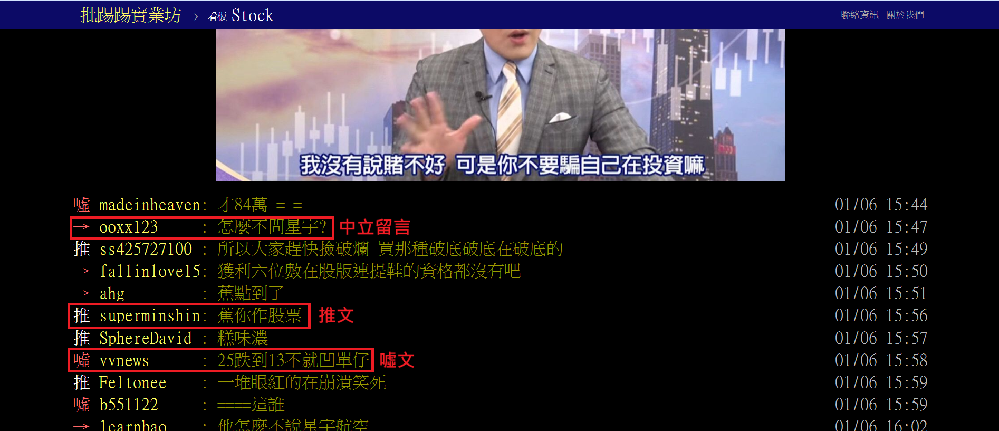 批踢踢實業坊 › 看板 Stock 聯絡資訊 關於我們
我沒有說賭不好 可是你不要騙自己在投資嘛
噓 madeinheaven: 才84萬 = = 01/06 15:44
→ ooxx123 : 怎麼不問星宇? 中立留言 01/06 15:47
推 ss425727100 : 所以大家趕快撿破爛 買那種破底破底在破底的 01/06 15:49
→ fallinlove15: 獲利六位數在股版連提鞋的資格都沒有吧 01/06 15:50
→ ahg : 蕉點到了 01/06 15:51
推 superminshin: 蕉你作股票 推文 01/06 15:56
推 SphereDavid : 糕味濃 01/06 15:57
噓 vvnews : 25跌到13不就凹單仔 噓文 01/06 15:58
推 Feltonee : 一堆眼紅的在崩潰笑死 01/06 15:59
噓 b551122 : ====這誰 01/06 15:59
→ learnbao : 他怎麼不說星宇航空 01/06 16:02